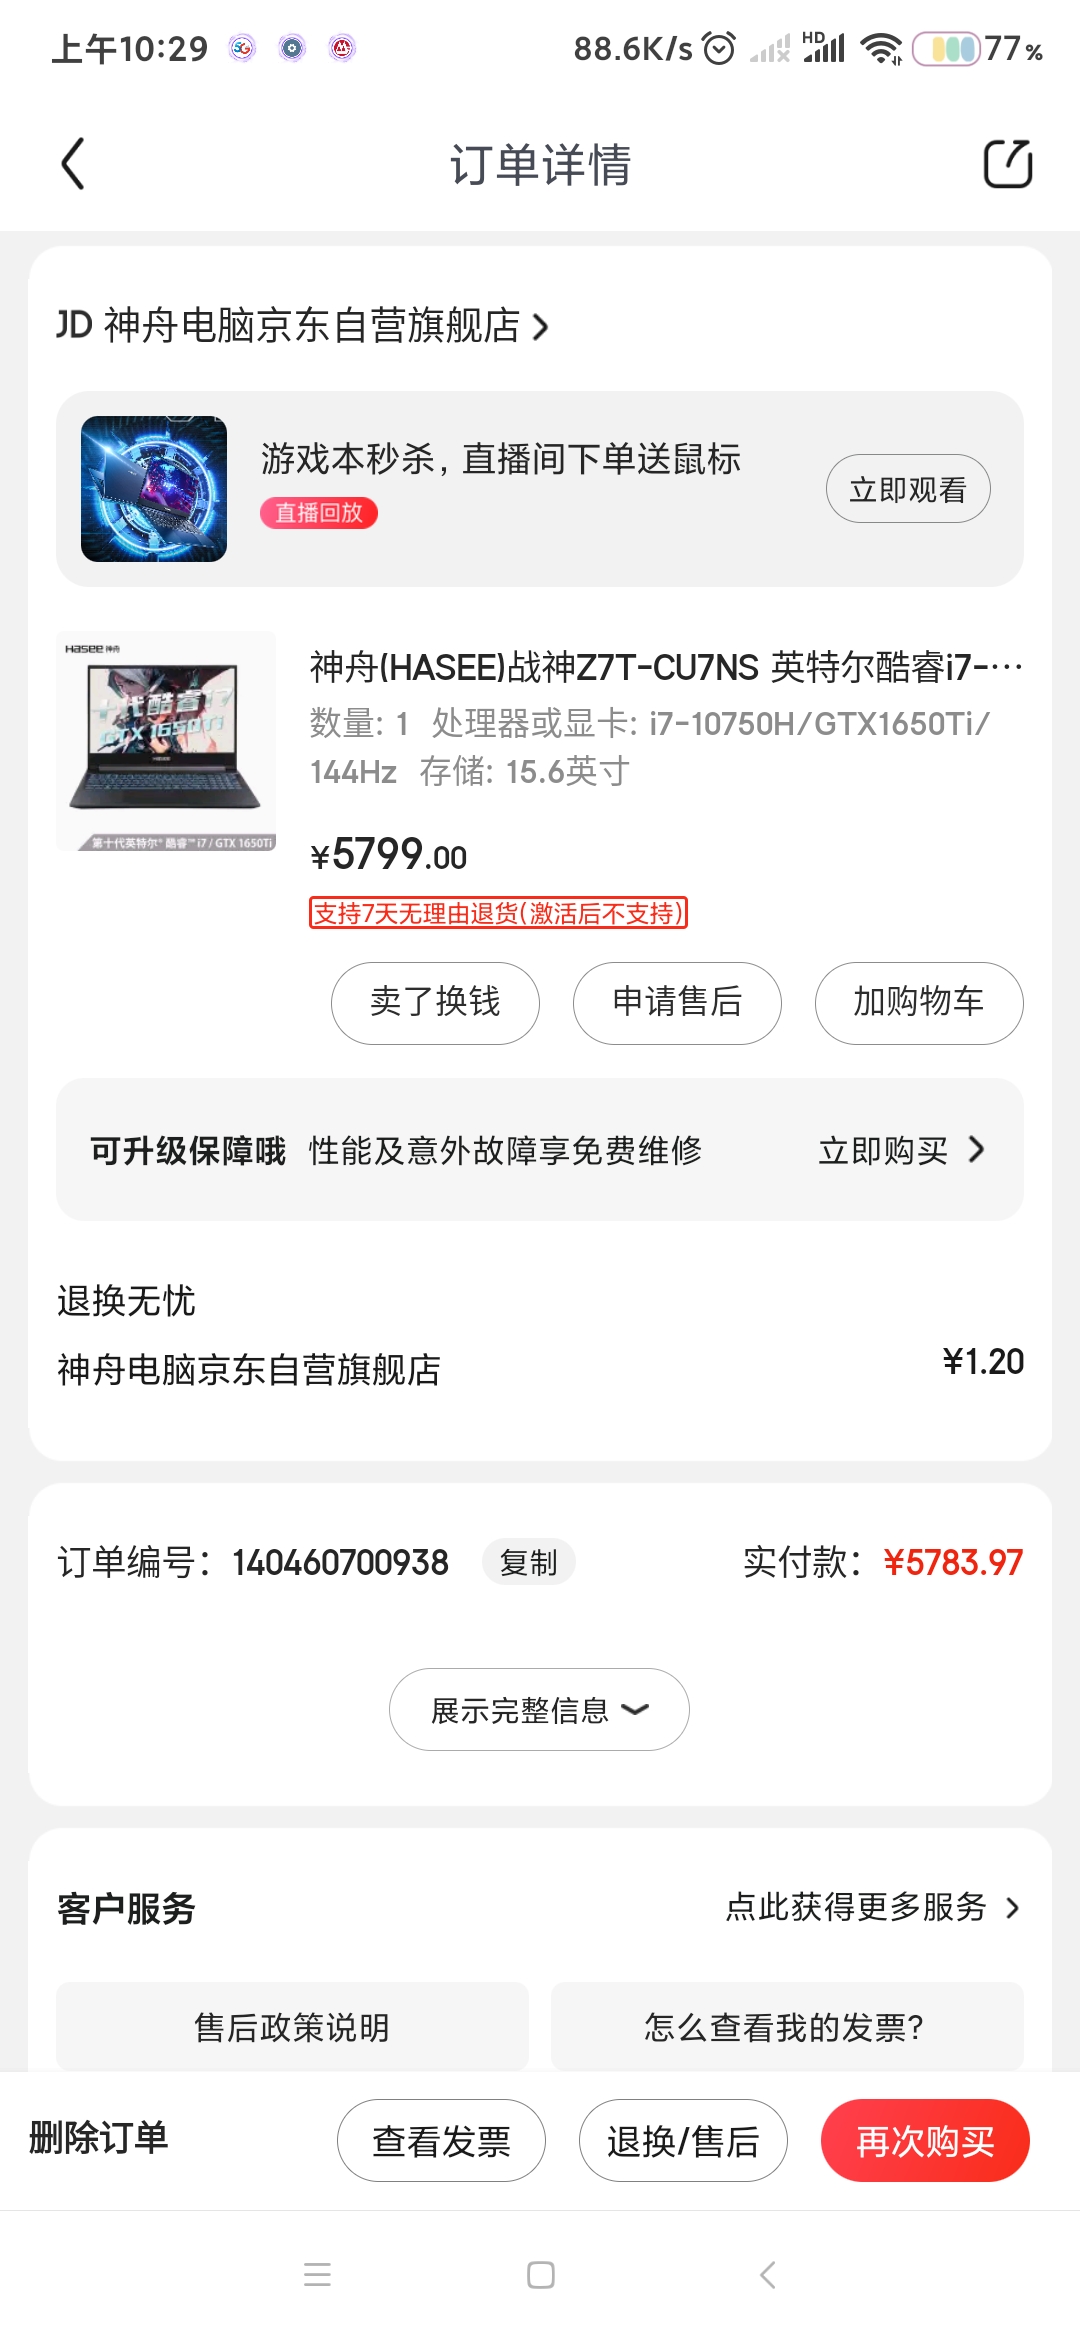 上午10:29
88.6K/s
HD
77%
订单详情
JD 神舟电脑京东自营旗舰店
游戏本秒杀，直播间下单送鼠标
直播回放
立即观看
Hasee 神舟
十代酷睿i7
GTX 1650Ti
第十代英特尔® 酷睿™ i7 / GTX 1650Ti
神舟(HASEE)战神Z7T-CU7NS 英特尔酷睿i7-…
数量: 1 处理器或显卡: i7-10750H/GTX1650Ti/
144Hz 存储: 15.6英寸
¥5799.00
支持7天无理由退货(激活后不支持)
卖了换钱
申请售后
加购物车
可升级保障哦 性能及意外故障享免费维修 立即购买
退换无忧
神舟电脑京东自营旗舰店
¥1.20
订单编号：140460700938 复制 实付款：¥5783.97
展示完整信息
客户服务
点此获得更多服务
售后政策说明
怎么查看我的发票?
删除订单
查看发票
退换/售后
再次购买